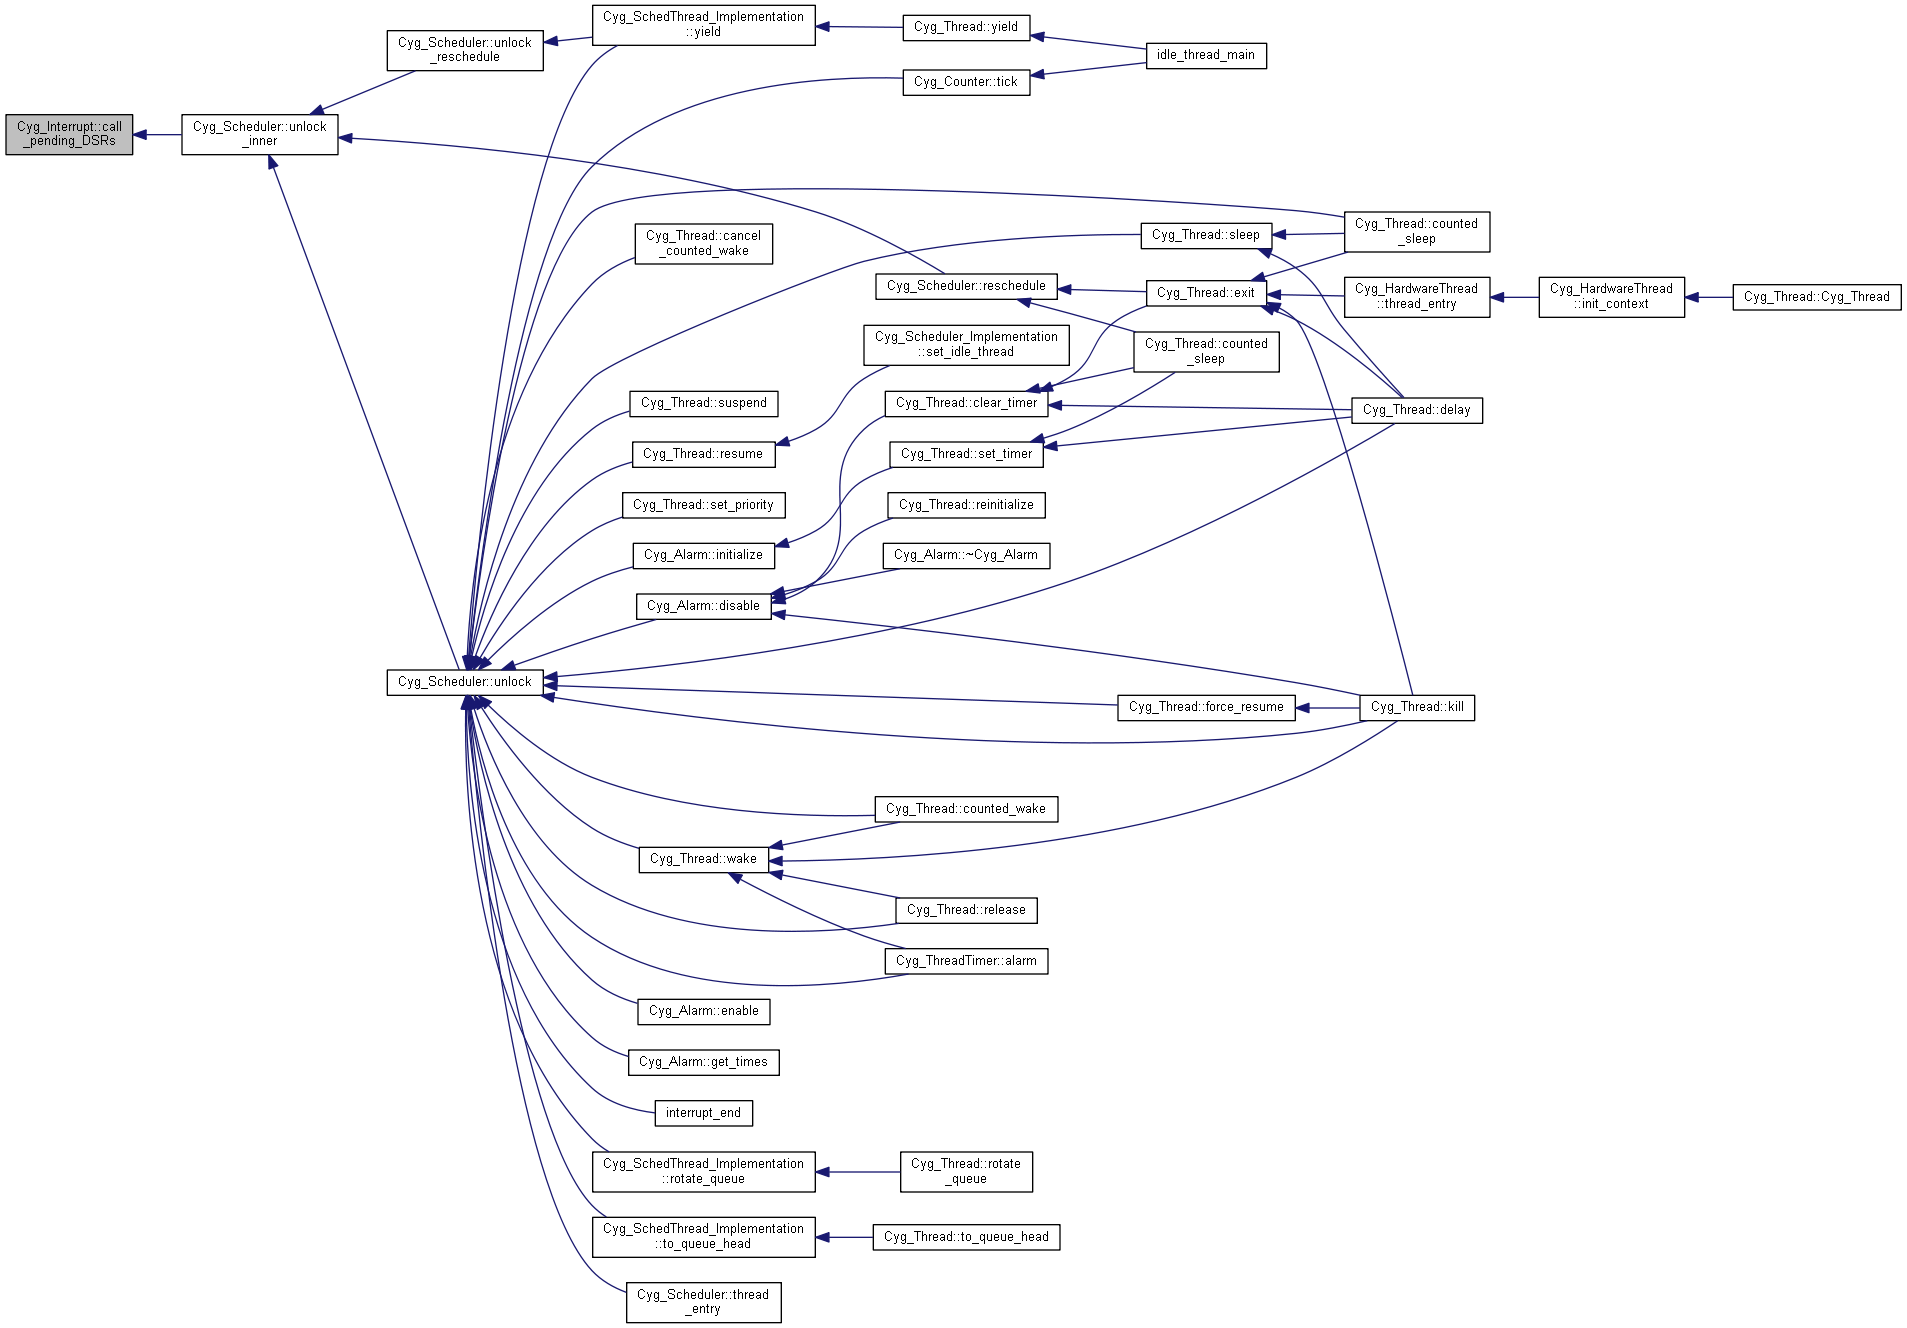 Cyg_Interrupt::call
_pending_DSRs
Cyg_Scheduler::unlock
_inner
Cyg_Scheduler::unlock
_reschedule
Cyg_SchedThread_Implementation
::yield
Cyg_Thread::yield
idle_thread_main
Cyg_Counter::tick
Cyg_Thread::cancel
_counted_wake
Cyg_Thread::sleep
Cyg_Thread::counted
_sleep
Cyg_Scheduler::reschedule
Cyg_Thread::exit
Cyg_HardwareThread
::thread_entry
Cyg_HardwareThread
::init_context
Cyg_Thread::Cyg_Thread
Cyg_Scheduler_Implementation
::set_idle_thread
Cyg_Thread::counted
_sleep
Cyg_Thread::suspend
Cyg_Thread::clear_timer
Cyg_Thread::delay
Cyg_Thread::resume
Cyg_Thread::set_timer
Cyg_Thread::set_priority
Cyg_Thread::reinitialize
Cyg_Alarm::initialize
Cyg_Alarm::~Cyg_Alarm
Cyg_Alarm::disable
Cyg_Scheduler::unlock
Cyg_Thread::force_resume
Cyg_Thread::kill
Cyg_Thread::counted_wake
Cyg_Thread::wake
Cyg_Thread::release
Cyg_ThreadTimer::alarm
Cyg_Alarm::enable
Cyg_Alarm::get_times
interrupt_end
Cyg_SchedThread_Implementation
::rotate_queue
Cyg_Thread::rotate
_queue
Cyg_SchedThread_Implementation
::to_queue_head
Cyg_Thread::to_queue_head
Cyg_Scheduler::thread
_entry